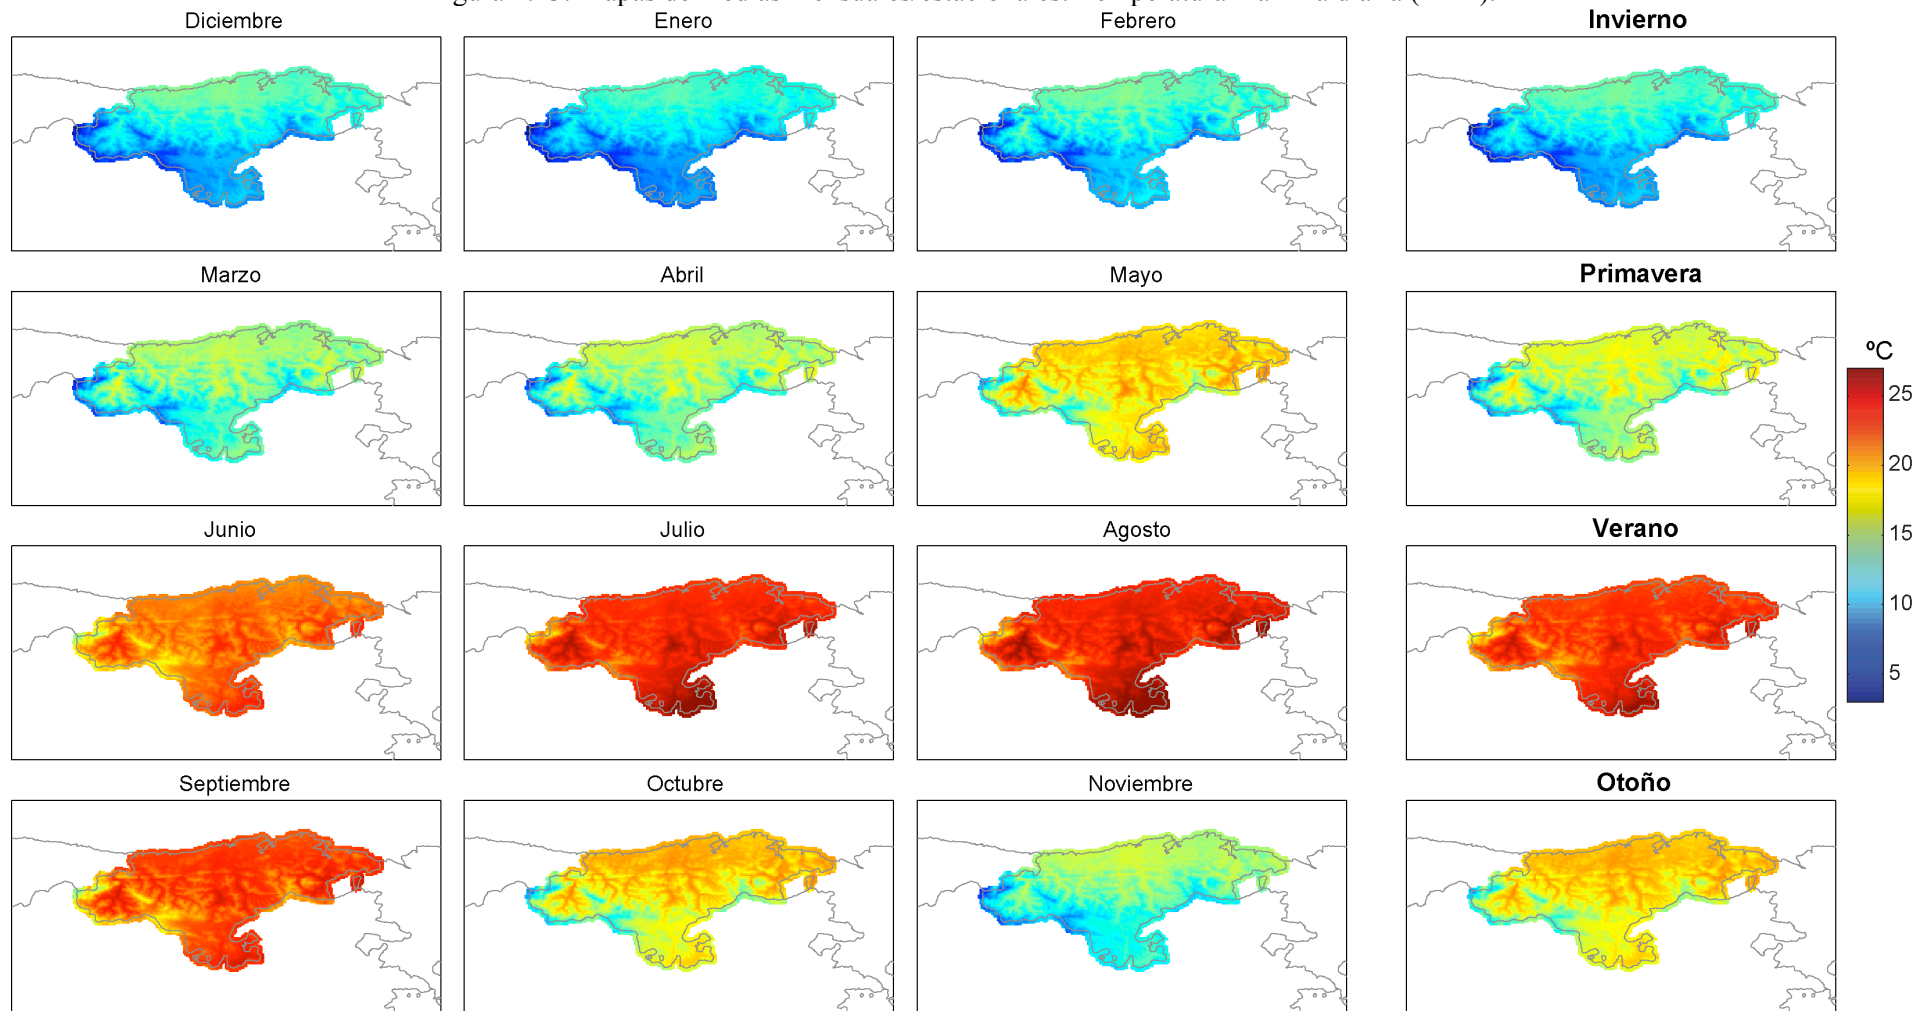 Diciembre Enero Febrero Invierno
Marzo Abril Mayo Primavera
ºC
25
20
15
10
5
Junio Julio Agosto Verano
Septiembre Octubre Noviembre Otoño